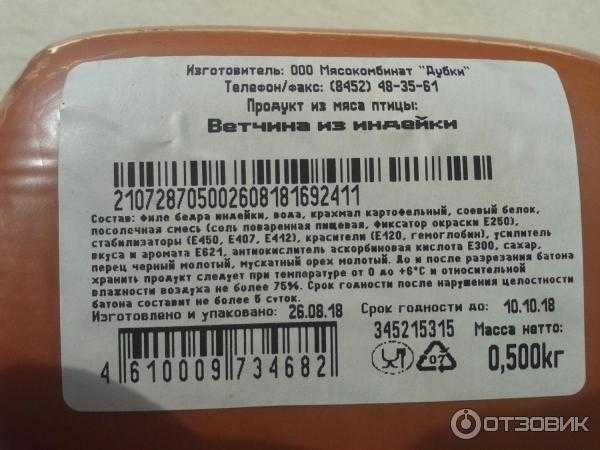 Изготовитель: ООО Мясокомбинат "Дубки"
Телефон/факс: (8452) 48-35-61
Продукт из мяса птицы:
Ветчина из индейки
210728705002608181692411
Состав: филе бедра индейки, вода, крахмал картофельный, соевый белок,
посолочная смесь (соль поваренная пищевая, фиксатор окраски Е250),
стабилизаторы (Е450, Е407, Е412), красители (Е120, гемоглобин), усилитель
вкуса и аромата Е621, антиокислитель аскорбиновая кислота Е300, сахар,
перец черный молотый, мускатный орех молотый. До и после разрезания батона
хранить продукт следует при температуре от 0 до +6°С и относительной
влажности воздуха не более 75%. Срок годности после нарушения целостности
батона составит не более 5 суток.
Изготовлено и упаковано: 26.08.18 Срок годности до: 10.10.18
345215315 Масса нетто:
07 0,500кг
4 610009 734682
ОТЗОВИК